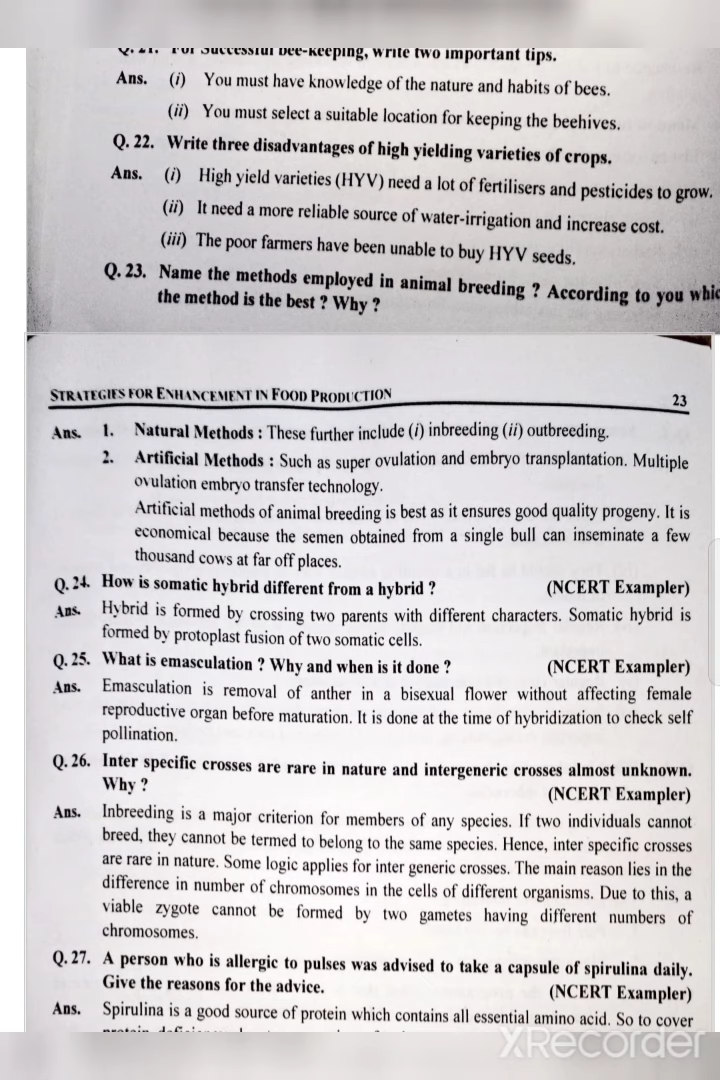 Q. 21. For Successful bee-keeping, write two important tips.
Ans. (i) You must have knowledge of the nature and habits of bees.
(ii) You must select a suitable location for keeping the beehives.
Q. 22. Write three disadvantages of high yielding varieties of crops.
Ans. (i) High yield varieties (HYV) need a lot of fertilisers and pesticides to grow.
(ii) It need a more reliable source of water-irrigation and increase cost.
(iii) The poor farmers have been unable to buy HYV seeds.
Q. 23. Name the methods employed in animal breeding ? According to you whic
the method is the best ? Why ?
STRATEGIES FOR ENHANCEMENT IN FOOD PRODUCTION 23
Ans. 1. Natural Methods : These further include (i) inbreeding (ii) outbreeding.
2. Artificial Methods : Such as super ovulation and embryo transplantation. Multiple
ovulation embryo transfer technology.
Artificial methods of animal breeding is best as it ensures good quality progeny. It is
economical because the semen obtained from a single bull can inseminate a few
thousand cows at far off places.
Q. 24. How is somatic hybrid different from a hybrid ? (NCERT Exampler)
Ans. Hybrid is formed by crossing two parents with different characters. Somatic hybrid is
formed by protoplast fusion of two somatic cells.
Q. 25. What is emasculation ? Why and when is it done ? (NCERT Exampler)
Ans. Emasculation is removal of anther in a bisexual flower without affecting female
reproductive organ before maturation. It is done at the time of hybridization to check self
pollination.
Q. 26. Inter specific crosses are rare in nature and intergeneric crosses almost unknown.
Why ? (NCERT Exampler)
Ans. Inbreeding is a major criterion for members of any species. If two individuals cannot
breed, they cannot be termed to belong to the same species. Hence, inter specific crosses
are rare in nature. Some logic applies for inter generic crosses. The main reason lies in the
difference in number of chromosomes in the cells of different organisms. Due to this, a
viable zygote cannot be formed by two gametes having different numbers of
chromosomes.
Q. 27. A person who is allergic to pulses was advised to take a capsule of spirulina daily.
Give the reasons for the advice. (NCERT Exampler)
Ans. Spirulina is a good source of protein which contains all essential amino acid. So to cover
XRecorder